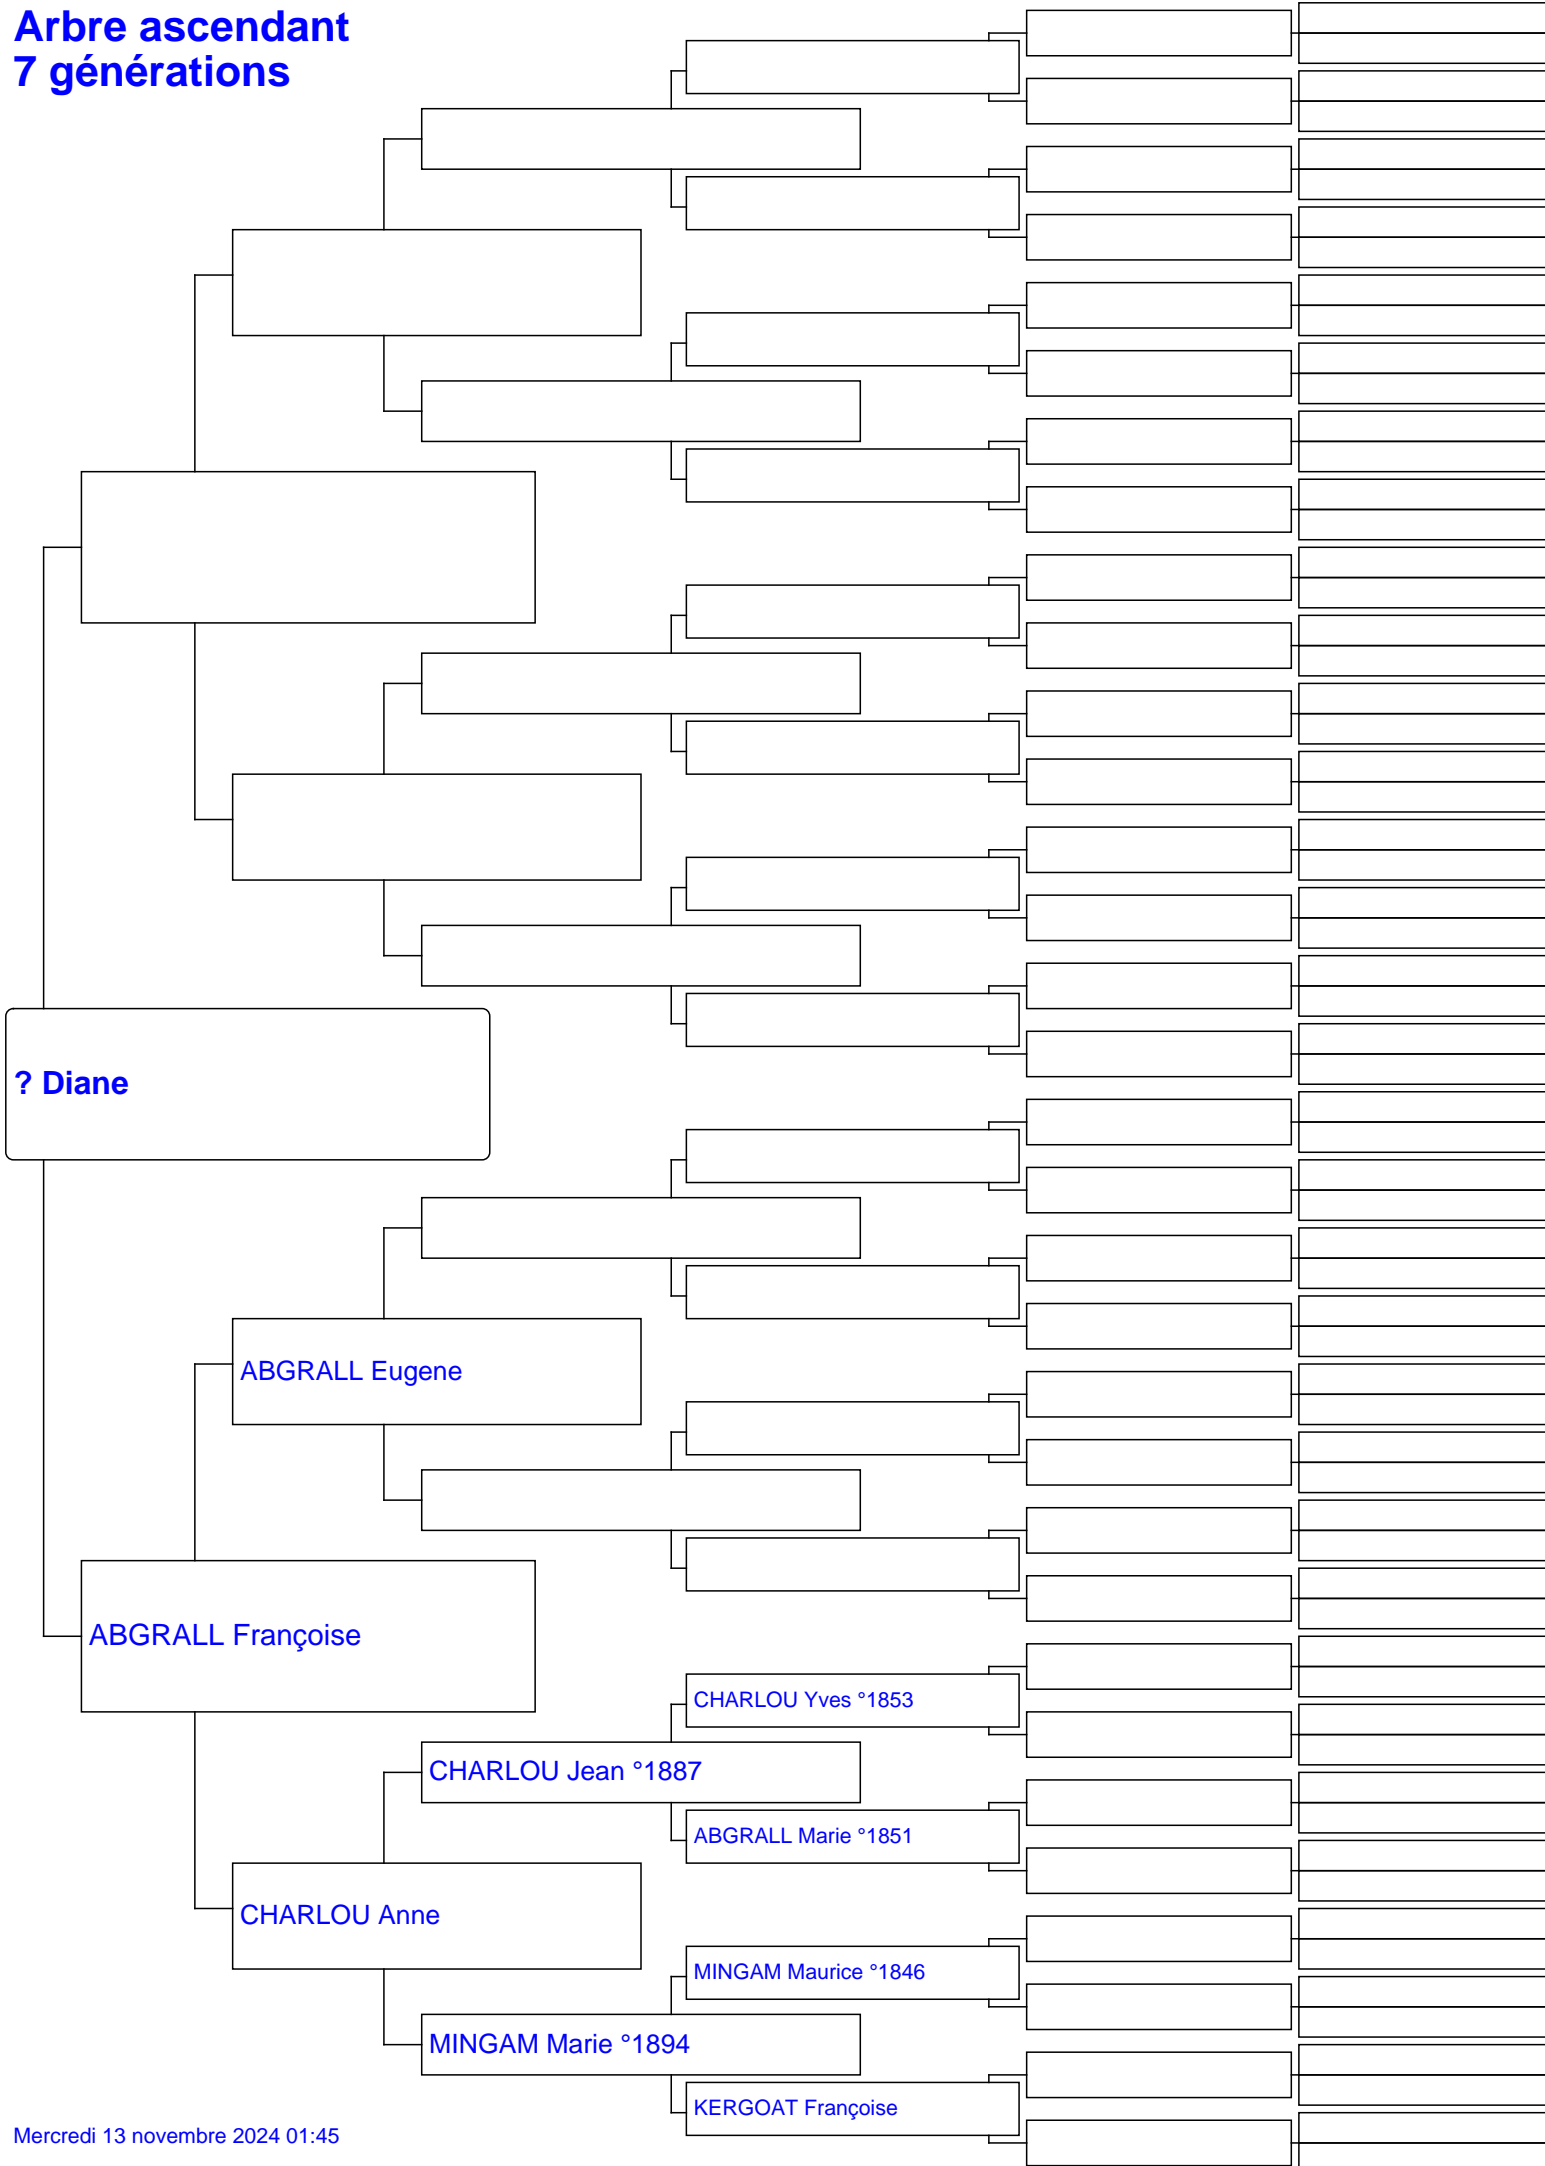 Arbre ascendant
7 générations
? Diane
ABGRALL Eugene
ABGRALL Françoise
CHARLOU Yves °1853
CHARLOU Jean °1887
ABGRALL Marie °1851
CHARLOU Anne
MINGAM Maurice °1846
MINGAM Marie °1894
KERGOAT Françoise
Mercredi 13 novembre 2024 01:45